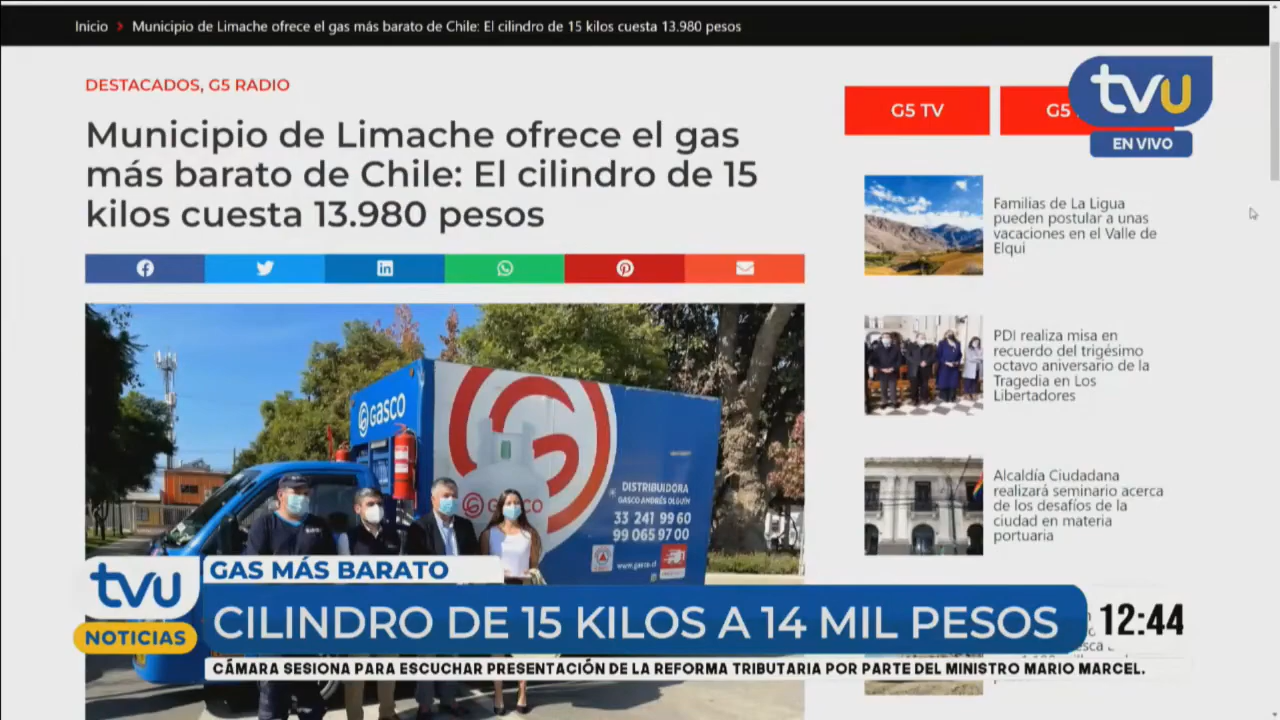 Inicio > Municipio de Limache ofrece el gas más barato de Chile: El cilindro de 15 kilos cuesta 13.980 pesos
DESTACADOS, G5 RADIO
Municipio de Limache ofrece el gas
más barato de Chile: El cilindro de 15
kilos cuesta 13.980 pesos
G5 TV
G5
tvu
EN VIVO
Familias de La Ligua
pueden postular a unas
vacaciones en el Valle de
Elqui
PDI realiza misa en
recuerdo del trigésimo
octavo aniversario de la
Tragedia en Los
Libertadores
Alcaldía Ciudadana
realizará seminario acerca
de los desafíos de la
ciudad en materia
portuaria
GASCO
GASCO
DISTRIBUIDORA
GASCO ANDRÉS OLGUÍN
33 241 99 60
99 065 97 00
www.gasco.cl
tvu
NOTICIAS
GAS MÁS BARATO
CILINDRO DE 15 KILOS A 14 MIL PESOS
12:44
CÁMARA SESIONA PARA ESCUCHAR PRESENTACIÓN DE LA REFORMA TRIBUTARIA POR PARTE DEL MINISTRO MARIO MARCEL.